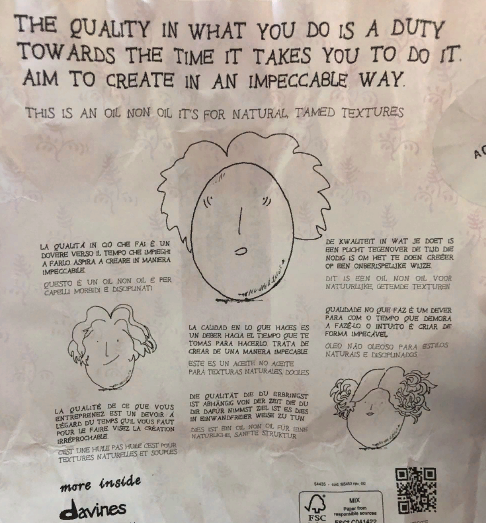 THE QUALITY IN WHAT YOU DO IS A DUTY
TOWARDS THE TIME IT TAKES YOU TO DO IT.
AIM TO CREATE IN AN IMPECCABLE WAY.
THIS IS AN OIL NON OIL IT'S FOR NATURAL, TAMED TEXTURES
LA QUALITÀ IN CIÒ CHE FAI È UN
DOVERE VERSO IL TEMPO CHE IMPIEGHI
A FARLO. ASPIRA A CREARE IN MANIERA
IMPECCABILE
QUESTO È UN OIL NON OIL È PER
CAPELLI MORBIDI E DISCIPLINATI
DE KWALITEIT IN WAT JE DOET IS
EEN PLICHT TEGENOVER DE TIJD DIE
NODIG IS OM HET TE DOEN CREËER
OP EEN ONBERISPELIJKE WIJZE
DIT IS EEN OIL NON OIL VOOR
NATUURLIJKE, GETEMDE TEXTUREN
QUALIDADE NO QUE FAZ É UM DEVER
PARA COM O TEMPO QUE DEMORA
A FAZÊ-LO O INTUITO É CRIAR DE
FORMA IMPECÁVEL
ÓLEO NÃO OLEOSO PARA ESTILOS
NATURAIS E DISCIPLINADOS
LA CALIDAD EN LO QUE HACES ES
UN DEBER HACIA EL TIEMPO QUE TE
TOMAS PARA HACERLO. TRATA DE
CREAR DE UNA MANERA IMPECABLE
ESTE ES UN ACEITE NO ACEITE
PARA TEXTURAS NATURALES, DÓCILES
LA QUALITÉ DE CE QUE VOUS
ENTREPRENEZ EST UN DEVOIR À
L'ÉGARD DU TEMPS QU'IL VOUS FAUT
POUR LE FAIRE. VISEZ LA CRÉATION
IRRÉPROCHABLE
C'EST UNE HUILE PAS HUILE C'EST POUR
TEXTURES NATURELLES ET SOUPLES
DIE QUALITÄT DIE DU ERBRINGST
IST ABHÄNGIG VON DER ZEIT DIE DU
DIR DAFÜR NIMMST ZIEL IST ES DIES
IN EINWANDFREIER WEISE ZU TUN
DIES IST EIN OIL NON OIL FÜR EINE
NATÜRLICHE, SANFTE STRUKTUR
more inside
davines
FSC
MIX
Paper from
responsible sources